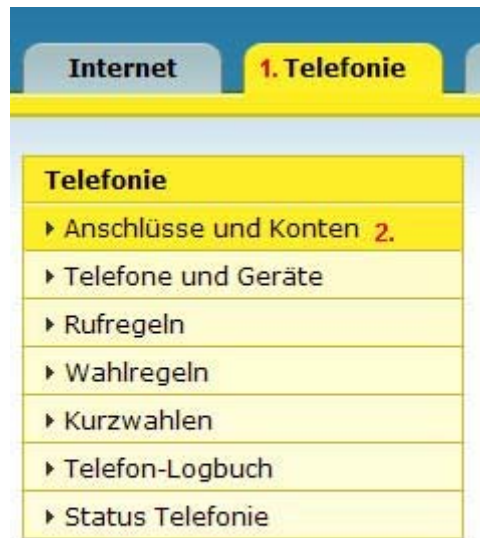 Internet 1. Telefonie
Telefonie
Anschlüsse und Konten 2.
Telefone und Geräte
Rufregeln
Wahlregeln
Kurzwahlen
Telefon-Logbuch
Status Telefonie